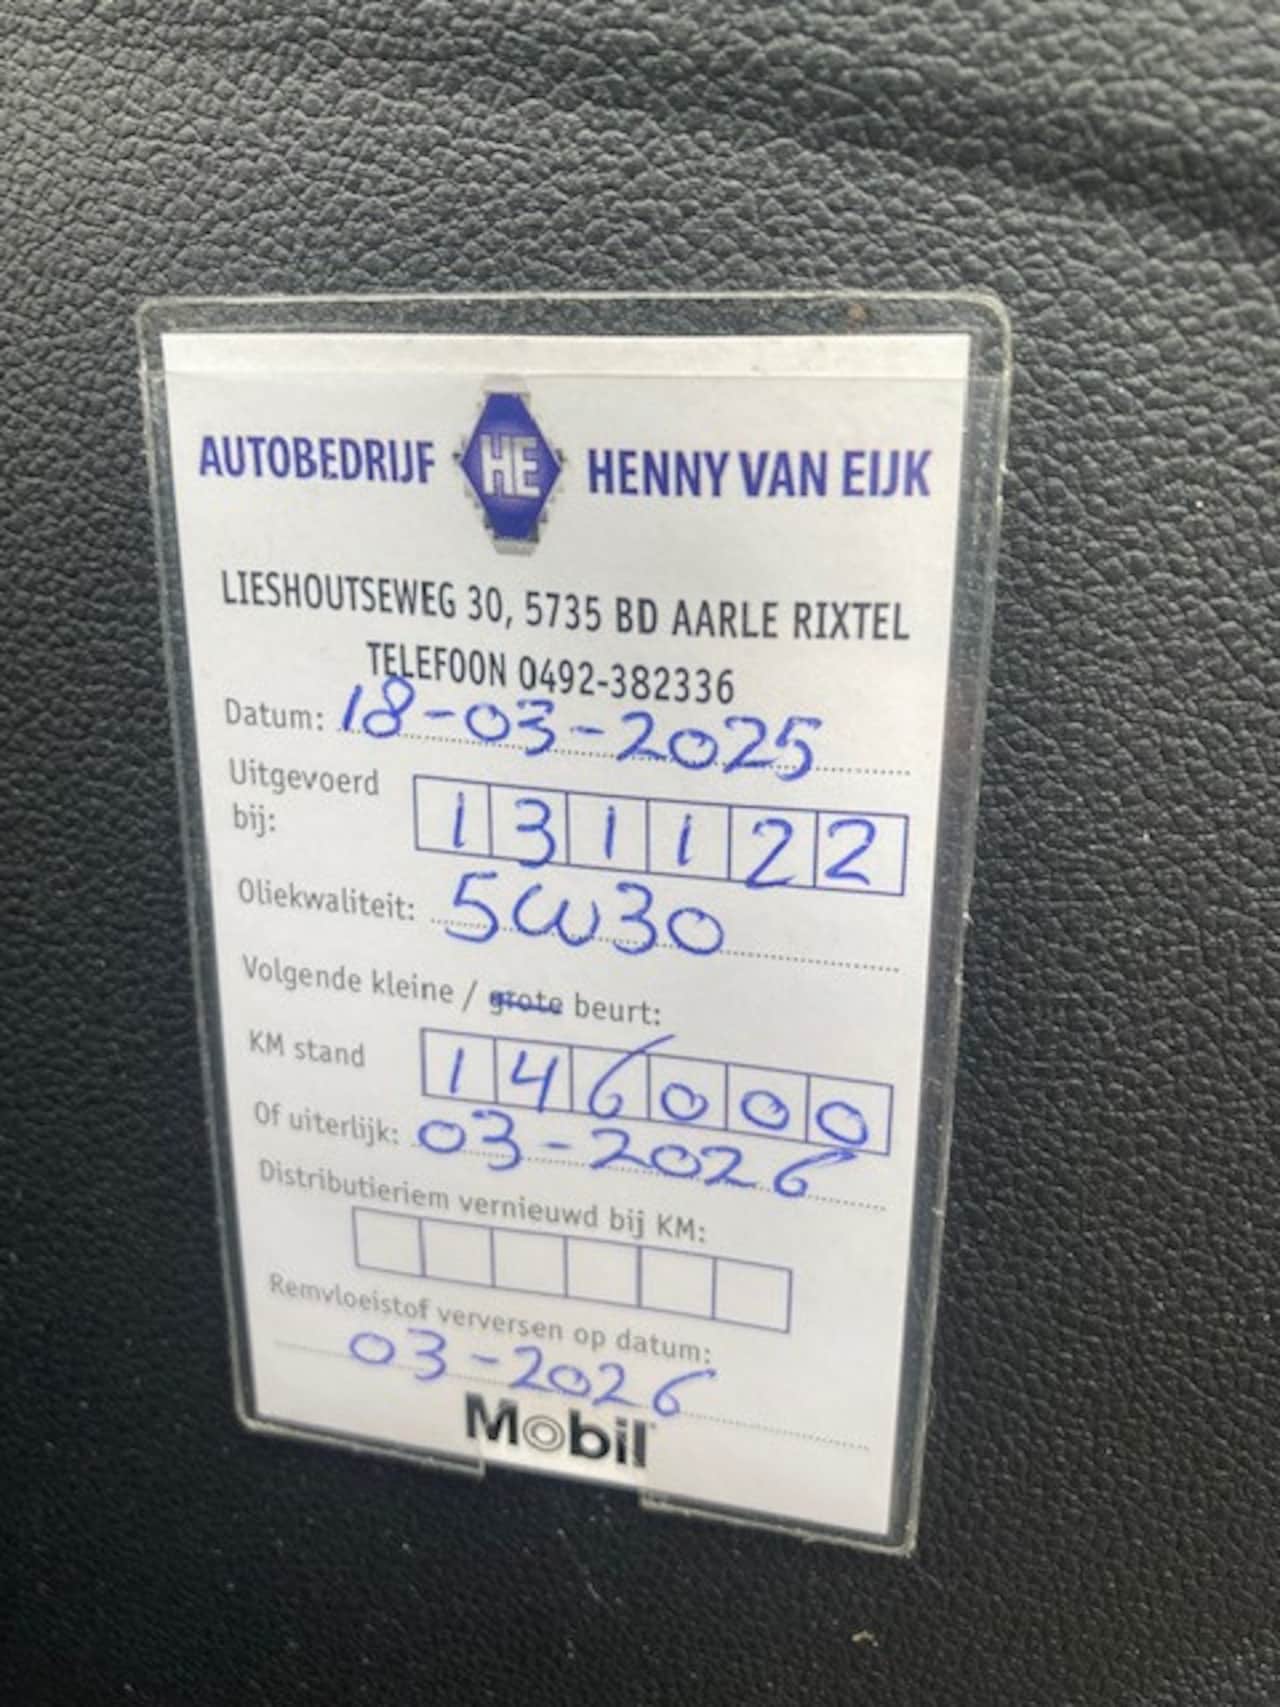 AUTOBEDRIJF HE HENNY VAN EIJK
LIESHOUTSEWEG 30, 5735 BD AARLE RIXTEL
TELEFOON 0492-382336
Datum: 18-03-2025
Uitgevoerd
bij: 131122
Oliekwaliteit: 5W30
Volgende kleine / grote beurt:
KM stand 146000
Of uiterlijk: 03-2026
Distributieriem vernieuwd bij KM:
Remvloeistof verversen op datum:
03-2026
Mobil